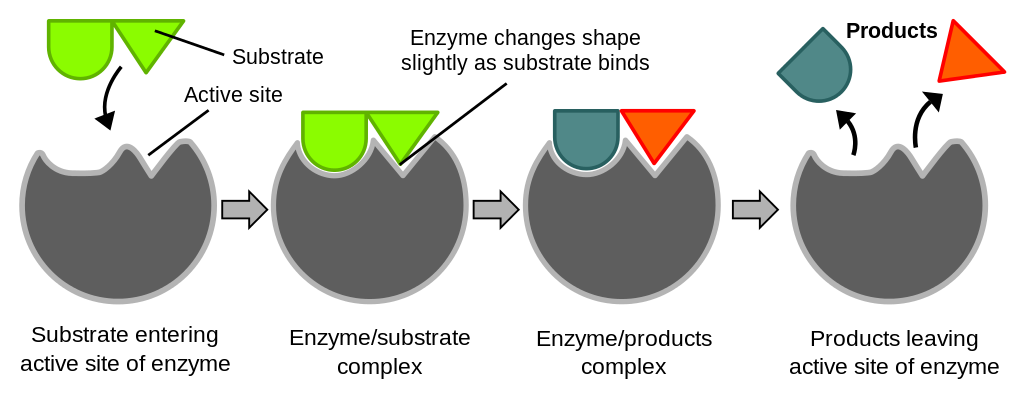 Substrate
Active site
Enzyme changes shape
slightly as substrate binds
Products
Substrate entering
active site of enzyme
Enzyme/substrate
complex
Enzyme/products
complex
Products leaving
active site of enzyme